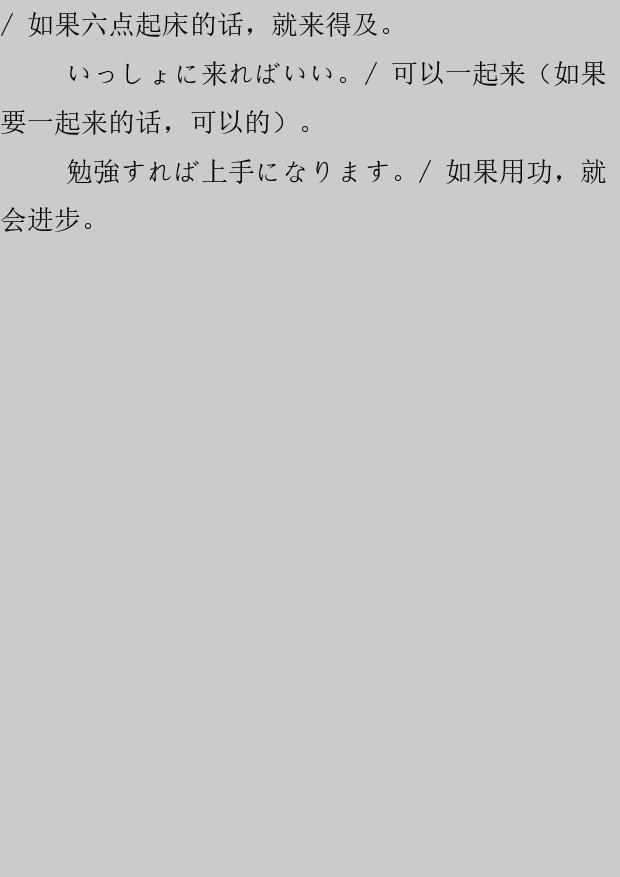 / 如果六点起床的话，就来得及。
いっしょに来ればいい。/ 可以一起来（如果
要一起来的话，可以的）。
勉強すれば上手になります。/ 如果用功，就
会进步。